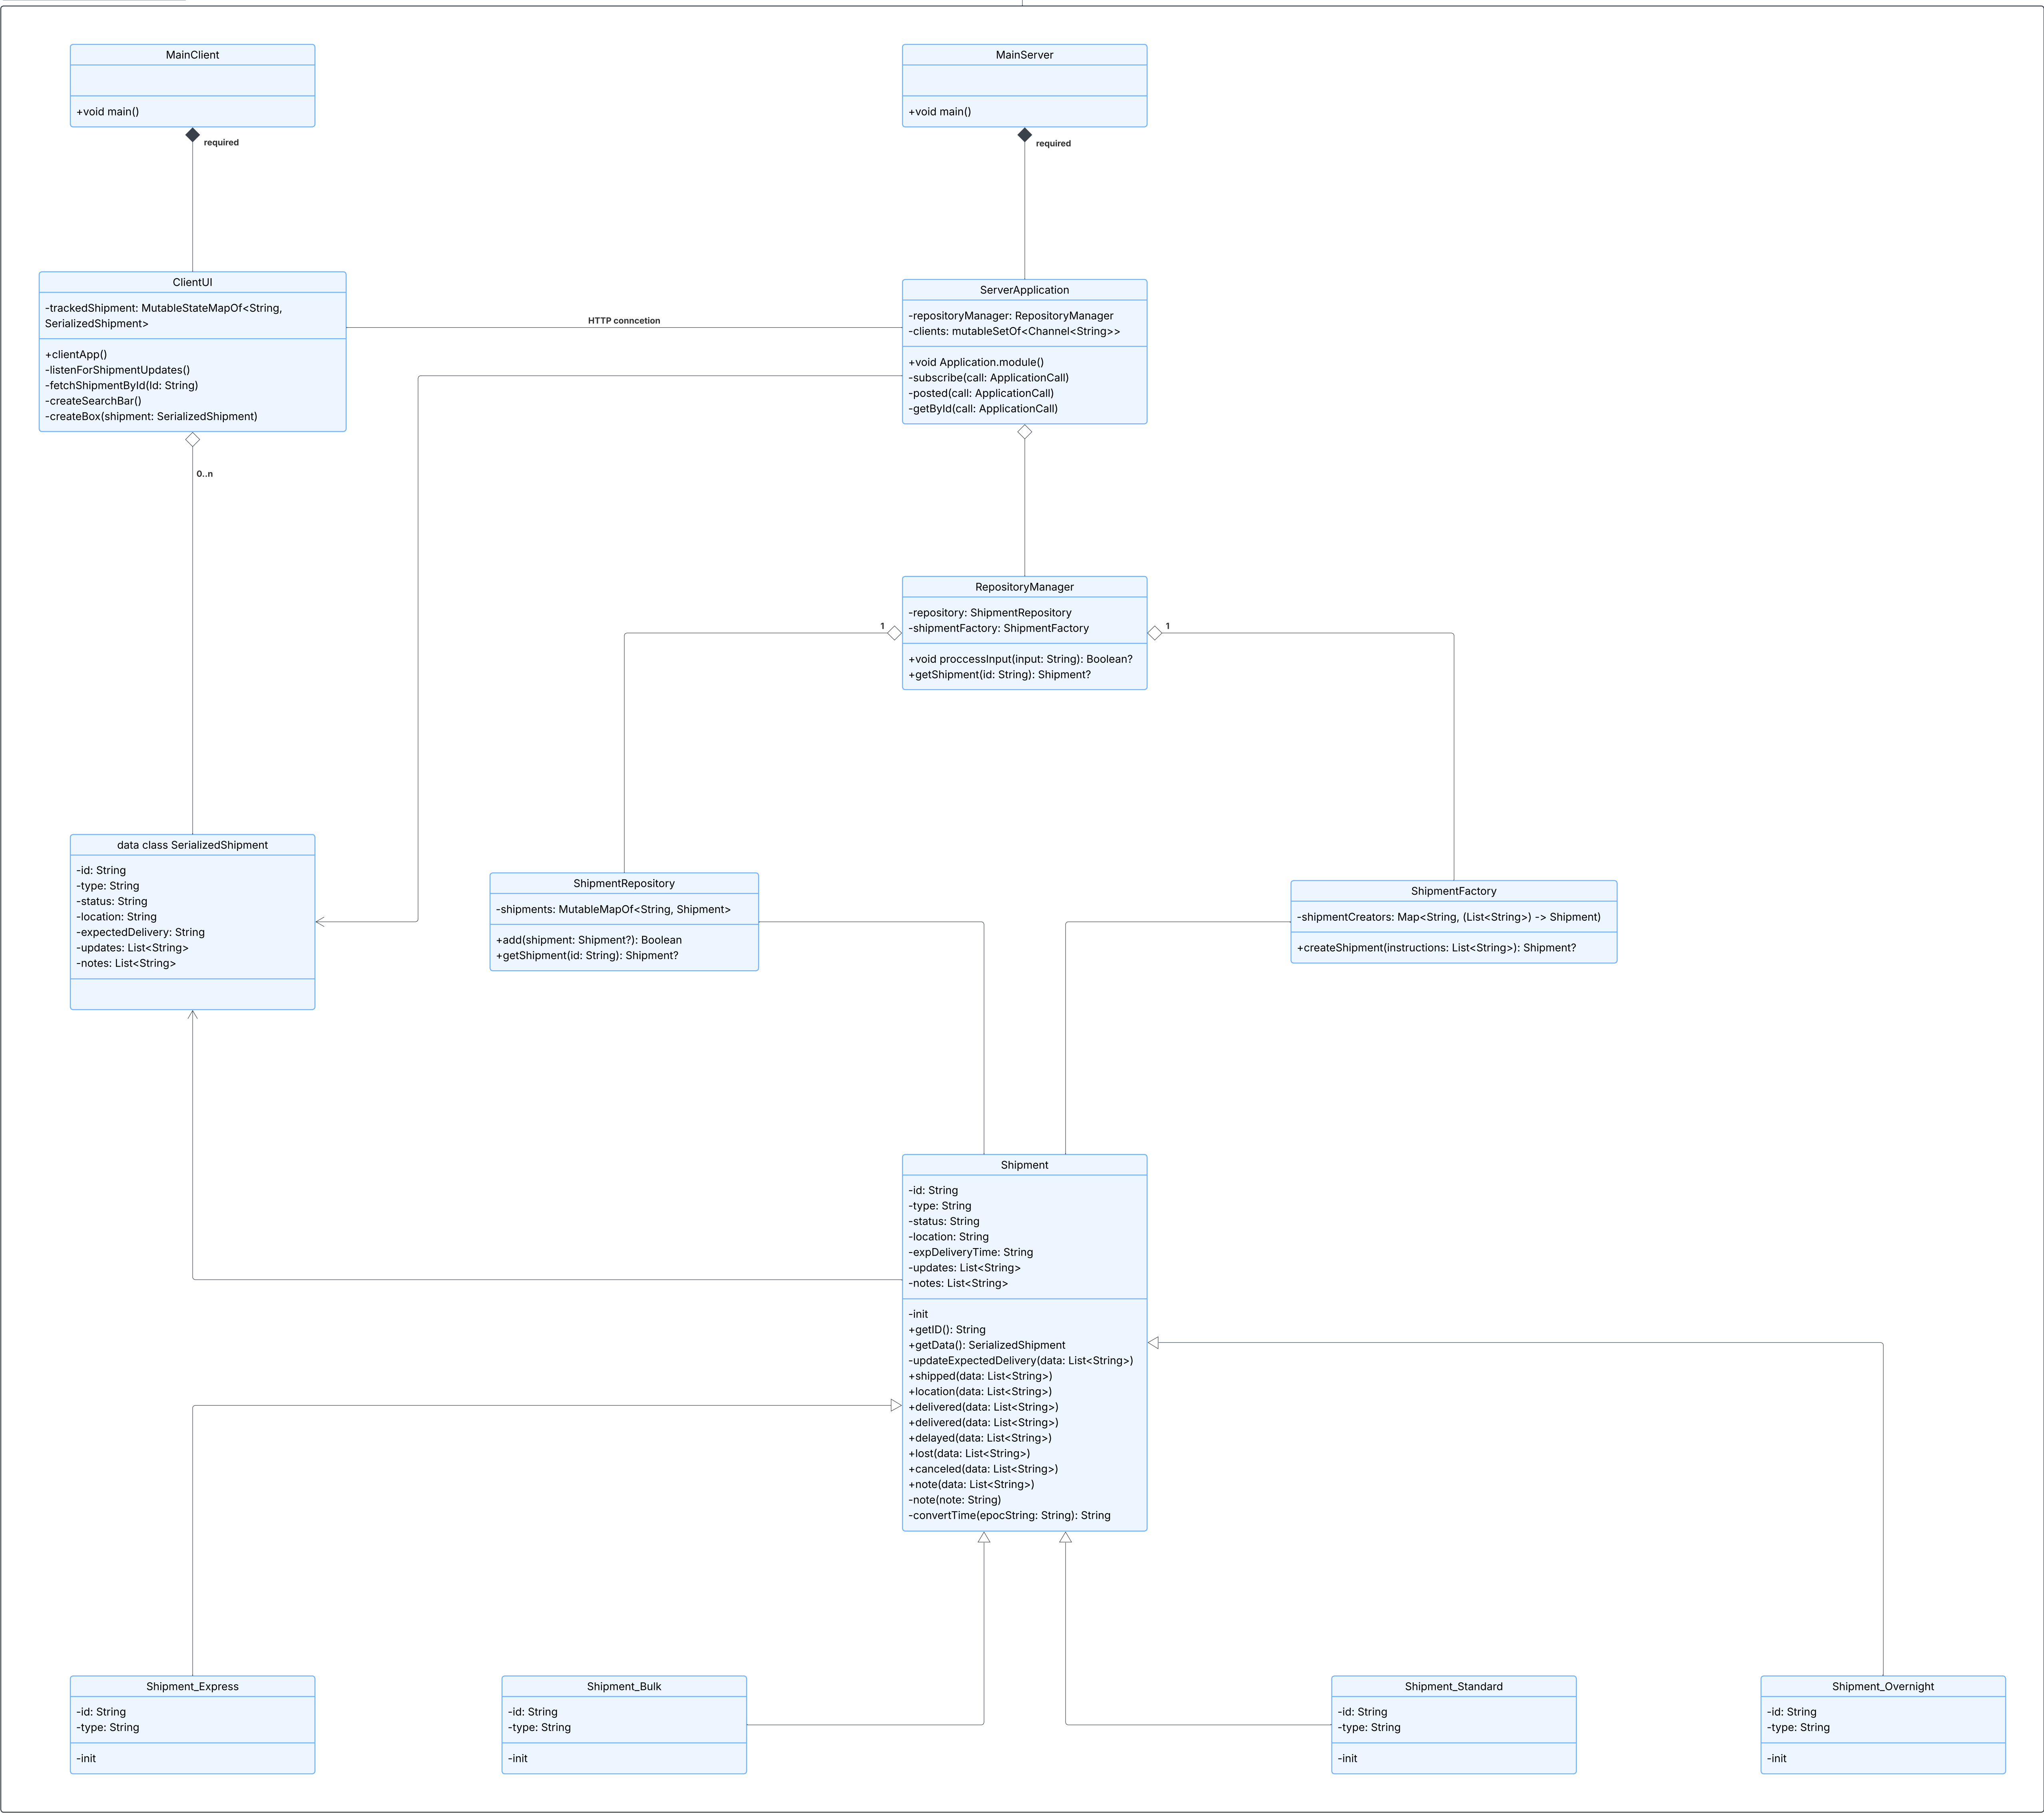 MainClient
+void main()
required
MainServer
+void main()
required
ClientUI
-trackedShipment: MutableStateMapOf<String,
SerializedShipment>
+clientApp()
-listenForShipmentUpdates()
-fetchShipmentById(Id: String)
-createSearchBar()
-createBox(shipment: SerializedShipment)
0..n
HTTP conncetion
ServerApplication
-repositoryManager: RepositoryManager
-clients: mutableSetOf<Channel<String>>
+void Application.module()
-subscribe(call: ApplicationCall)
-posted(call: ApplicationCall)
-getById(call: ApplicationCall)
RepositoryManager
-repository: ShipmentRepository
-shipmentFactory: ShipmentFactory
+void proccessInput(input: String): Boolean?
+getShipment(id: String): Shipment?
1
1
data class SerializedShipment
-id: String
-type: String
-status: String
-location: String
-expectedDelivery: String
-updates: List<String>
-notes: List<String>
ShipmentRepository
-shipments: MutableMapOf<String, Shipment>
+add(shipment: Shipment?): Boolean
+getShipment(id: String): Shipment?
ShipmentFactory
-shipmentCreators: Map<String, (List<String>) -> Shipment)
+createShipment(instructions: List<String>): Shipment?
Shipment
-id: String
-type: String
-status: String
-location: String
-expDeliveryTime: String
-updates: List<String>
-notes: List<String>
-init
+getID(): String
+getData(): SerializedShipment
-updateExpectedDelivery(data: List<String>)
+shipped(data: List<String>)
+location(data: List<String>)
+delivered(data: List<String>)
+delivered(data: List<String>)
+delayed(data: List<String>)
+lost(data: List<String>)
+canceled(data: List<String>)
+note(data: List<String>)
-note(note: String)
-convertTime(epocString: String): String
Shipment_Express
-id: String
-type: String
-init
Shipment_Bulk
-id: String
-type: String
-init
Shipment_Standard
-id: String
-type: String
-init
Shipment_Overnight
-id: String
-type: String
-init